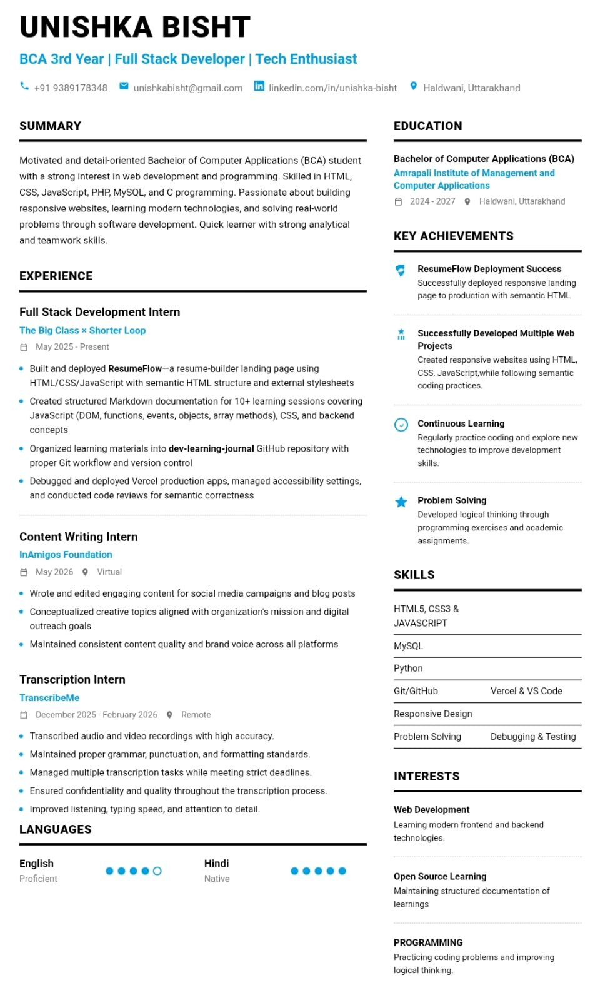 UNISHKA BISHT
BCA 3rd Year | Full Stack Developer | Tech Enthusiast
+91 9389178348 unishkabisht@gmail.com linkedin.com/in/unishka-bisht Haldwani, Uttarakhand
SUMMARY
Motivated and detail-oriented Bachelor of Computer Applications (BCA) student
with a strong interest in web development and programming. Skilled in HTML,
CSS, JavaScript, PHP, MySQL, and C programming. Passionate about building
responsive websites, learning modern technologies, and solving real-world
problems through software development. Quick learner with strong analytical
and teamwork skills.
EXPERIENCE
Full Stack Development Intern
The Big Class × Shorter Loop
May 2025 - Present
• Built and deployed ResumeFlow—a resume-builder landing page using
HTML/CSS/JavaScript with semantic HTML structure and external stylesheets
• Created structured Markdown documentation for 10+ learning sessions covering
JavaScript (DOM, functions, events, objects, array methods), CSS, and backend
concepts
• Organized learning materials into dev-learning-journal GitHub repository with
proper Git workflow and version control
• Debugged and deployed Vercel production apps, managed accessibility settings,
and conducted code reviews for semantic correctness
Content Writing Intern
InAmigos Foundation
May 2026 Virtual
• Wrote and edited engaging content for social media campaigns and blog posts
• Conceptualized creative topics aligned with organization's mission and digital
outreach goals
• Maintained consistent content quality and brand voice across all platforms
Transcription Intern
TranscribeMe
December 2025 - February 2026 Remote
• Transcribed audio and video recordings with high accuracy.
• Maintained proper grammar, punctuation, and formatting standards.
• Managed multiple transcription tasks while meeting strict deadlines.
• Ensured confidentiality and quality throughout the transcription process.
• Improved listening, typing speed, and attention to detail.
LANGUAGES
English Hindi
Proficient Native
EDUCATION
Bachelor of Computer Applications (BCA)
Amrapali Institute of Management and
Computer Applications
2024 - 2027 Haldwani, Uttarakhand
KEY ACHIEVEMENTS
ResumeFlow Deployment Success
Successfully deployed responsive landing
page to production with semantic HTML
Successfully Developed Multiple Web
Projects
Created responsive websites using HTML,
CSS, JavaScript,while following semantic
coding practices.
Continuous Learning
Regularly practice coding and explore new
technologies to improve development
skills.
Problem Solving
Developed logical thinking through
programming exercises and academic
assignments.
SKILLS
HTML5, CSS3 &
JAVASCRIPT
MySQL
Python
Git/GitHub Vercel & VS Code
Responsive Design
Problem Solving Debugging & Testing
INTERESTS
Web Development
Learning modern frontend and backend
technologies.
Open Source Learning
Maintaining structured documentation of
learnings
PROGRAMMING
Practicing coding problems and improving
logical thinking.